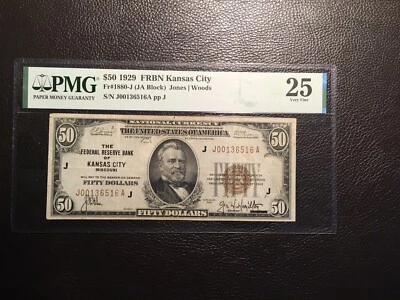 PMG
PAPER MONEY GUARANTY
$50 1929 FRBN Kansas City
Fr#1880-J (JA Block) Jones | Woods
S/N J00136516A pp J
25
Very Fine
NATIONAL CURRENCY
THE UNITED STATES OF AMERICA
50
50
THE
FEDERAL RESERVE BANK
OF
KANSAS CITY
MISSOURI
WILL PAY TO THE BEARER ON DEMAND
FIFTY DOLLARS
J
J
J
J
J00136516A
J00136516A
50
FIFTY DOLLARS
50